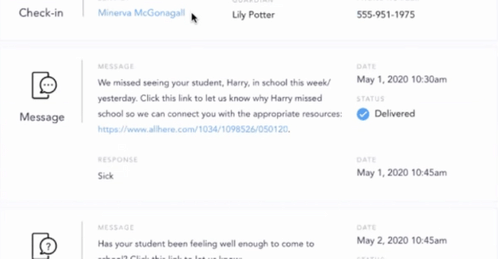 Check-in
Minerva McGonagall
GUARDIAN
Lily Potter
555-951-1975
Message
MESSAGE
We missed seeing your student, Harry, in school this week/
yesterday. Click this link to let us know why Harry missed
school so we can connect you with the appropriate resources:
https://www.allhere.com/1034/1098526/050120.
DATE
May 1, 2020 10:30am
STATUS
Delivered
RESPONSE
Sick
DATE
May 1, 2020 10:45am
MESSAGE
Has your student been feeling well enough to come to
school? Click this link to let us know
DATE
May 2, 2020 10:45am
STATUS